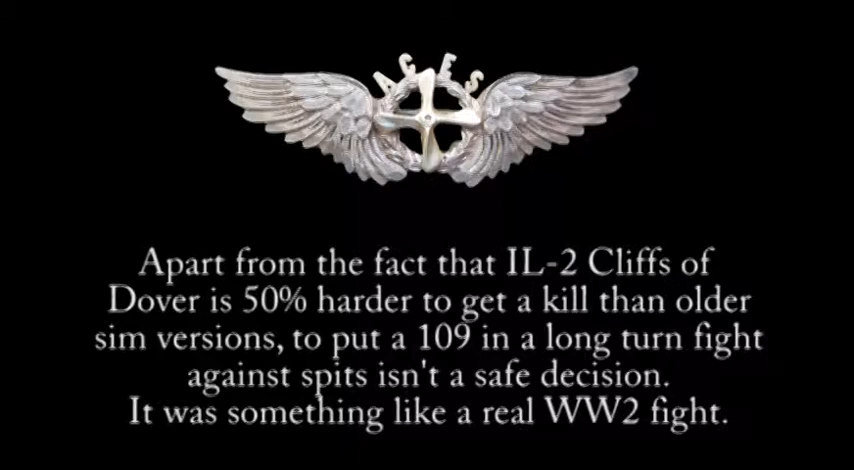 ACES
Apart from the fact that IL-2 Cliffs of
Dover is 50% harder to get a kill than older
sim versions, to put a 109 in a long turn fight
against spits isn't a safe decision.
It was something like a real WW2 fight.